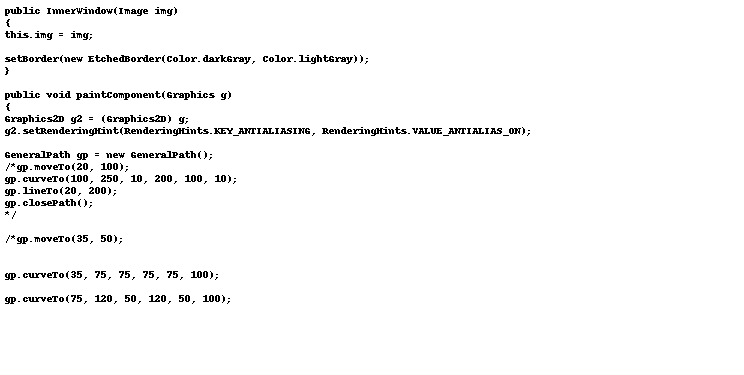 public InnerWindow(Image img)
{
this.img = img;
setBorder(new EtchedBorder(Color.darkGray, Color.lightGray));
}
public void paintComponent(Graphics g)
{
Graphics2D g2 = (Graphics2D) g;
g2.setRenderingHint(RenderingHints.KEY_ANTIALIASING, RenderingHints.VALUE_ANTIALIAS_ON);
GeneralPath gp = new GeneralPath();
/*gp.moveTo(20, 100);
gp.curveTo(100, 250, 10, 200, 100, 10);
gp.lineTo(20, 200);
gp.closePath();
*/
/*gp.moveTo(35, 50);
gp.curveTo(35, 75, 75, 75, 75, 100);
gp.curveTo(75, 120, 50, 120, 50, 100);